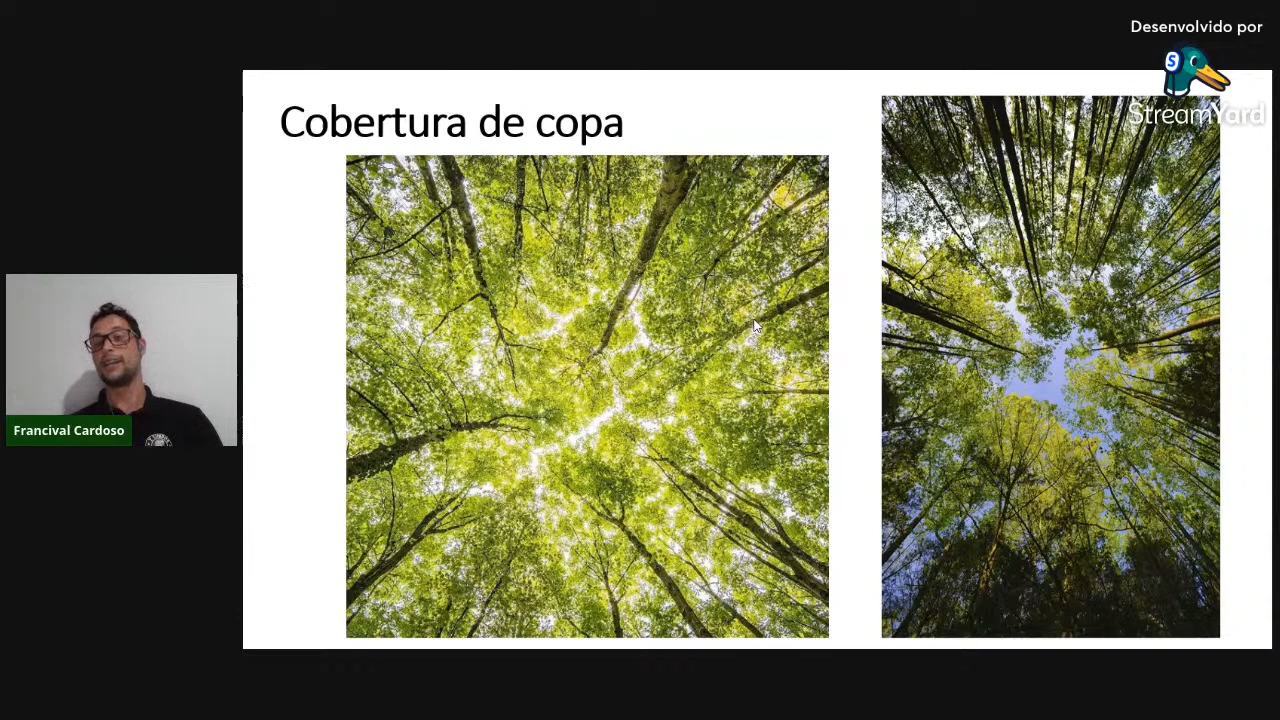 Desenvolvido por
StreamYard
Cobertura de copa
Francival Cardoso